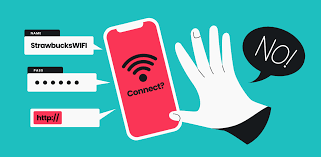 NAME
StrawbucksWIFI
PASS
••••••
http://
Connect?
NO!